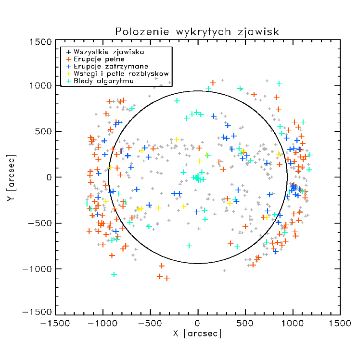 Polozenie wykrytych zjawisk
Wszystkie zjawiska
Erupcje pelne
Erupcje zatrzymane
Wstegi i petle rozblyskow
Bledy algorytmu
1500
1000
500
0
−500
−1000
−1500
Y [arcsec]
−1500 −1000 −500 0 500 1000 1500
X [arcsec]